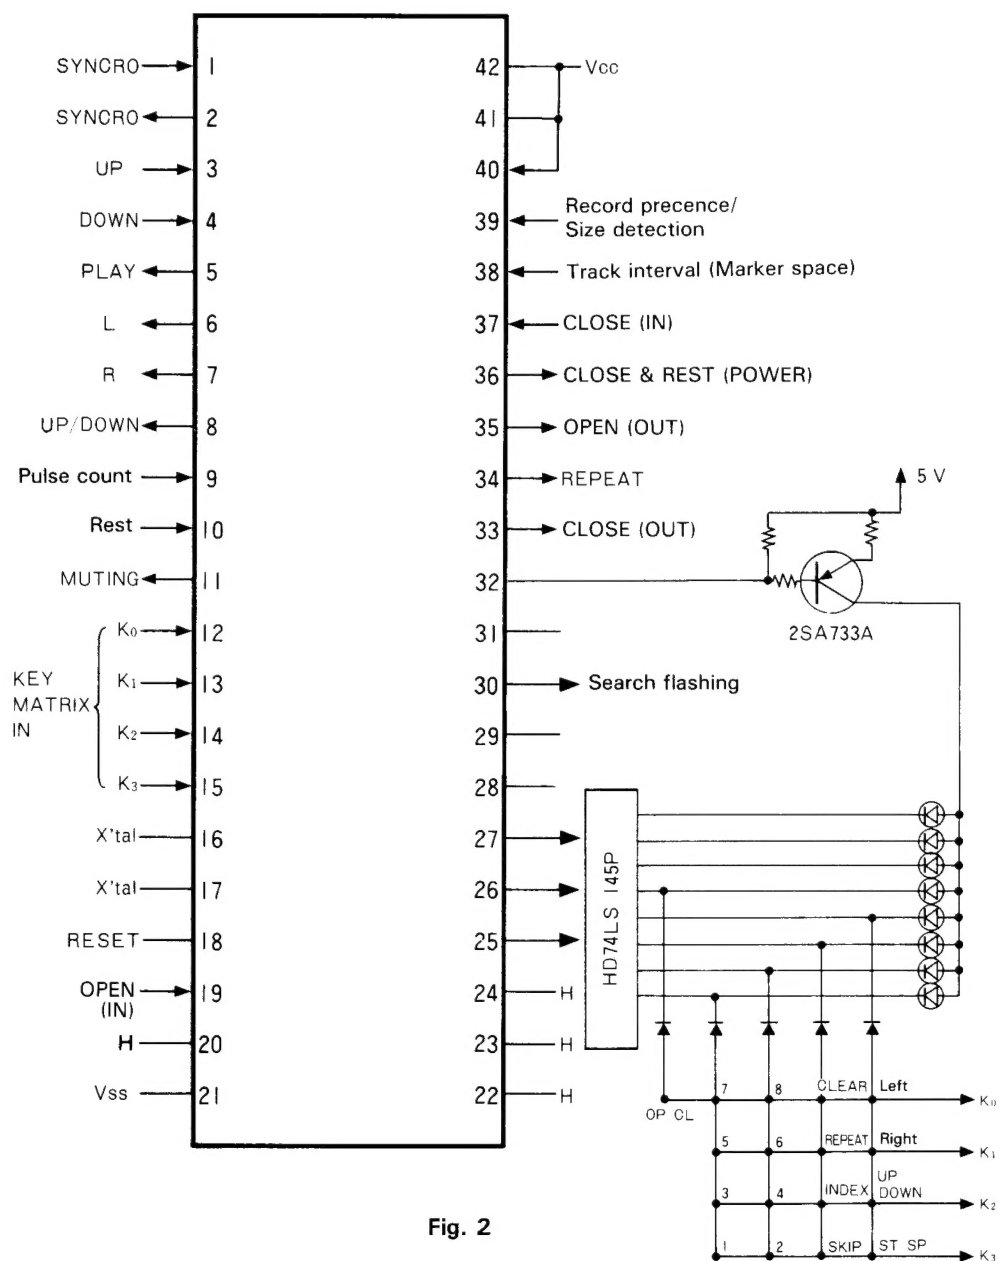 SYNCRO 1
SYNCRO 2
UP 3
DOWN 4
PLAY 5
L 6
R 7
UP/DOWN 8
Pulse count 9
Rest 10
MUTING 11
KEY
MATRIX
IN
K0 12
K1 13
K2 14
K3 15
X'tal 16
X'tal 17
RESET 18
OPEN
(IN)
19
H 20
Vss 21
42 Vcc
41
40
39 Record precence/
Size detection
38 Track interval (Marker space)
37 CLOSE (IN)
36 CLOSE & REST (POWER)
35 OPEN (OUT)
34 REPEAT
33 CLOSE (OUT)
32
31
30 Search flashing
29
28
27
26
25
24 H
23 H
22 H
5 V
2SA733A
HD74LS 145P
7 8 CLEAR Left
OP CL
K0
5 6 REPEAT Right
K1
3 4 INDEX UP
DOWN
K2
1 2 SKIP ST SP
K3
Fig. 2